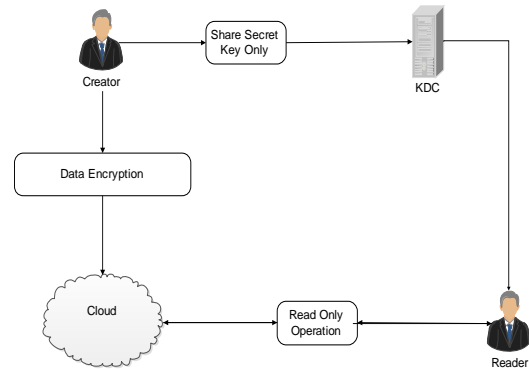 Share Secret
Key Only
Creator
KDC
Data Encryption
Cloud
Read Only
Operation
Reader